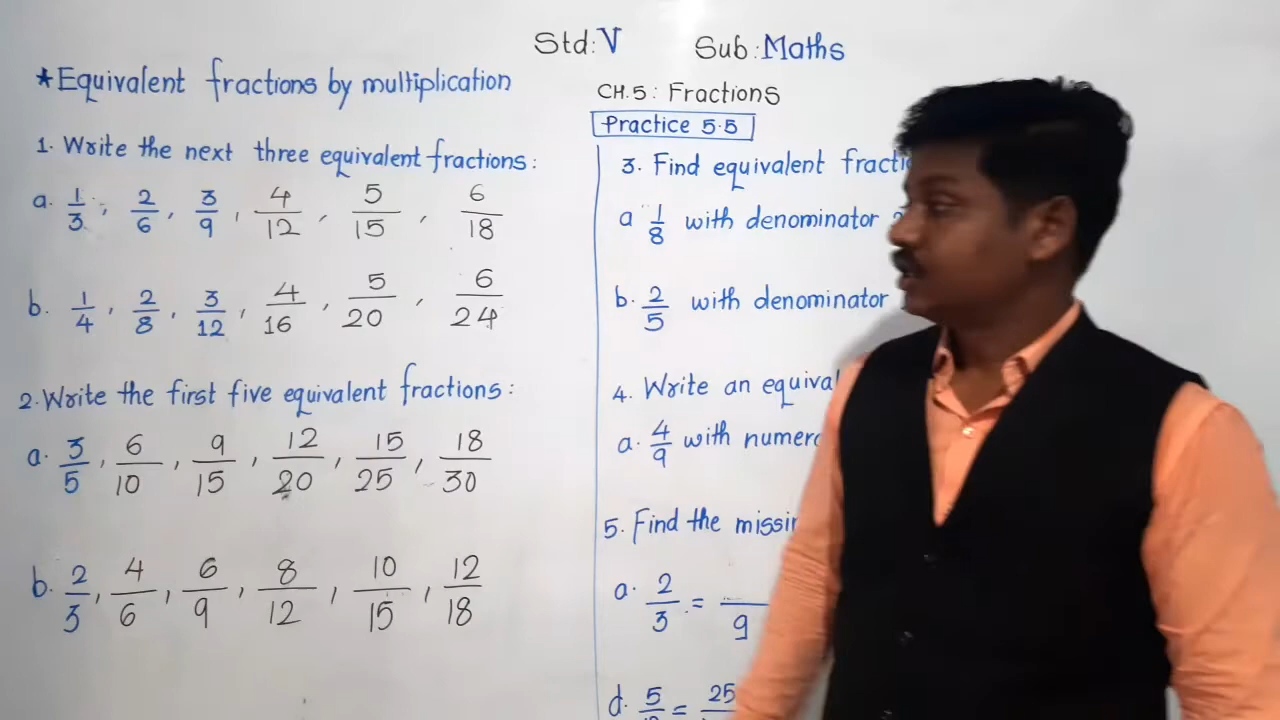 Std: V Sub: Maths
*Equivalent fractions by multiplication
CH.5: Fractions
Practice 5.5
1. Write the next three equivalent fractions:
a. 1/3, 2/6, 3/9, 4/12, 5/15, 6/18
b. 1/4, 2/8, 3/12, 4/16, 5/20, 6/24
2. Write the first five equivalent fractions:
a. 3/5, 6/10, 9/15, 12/20, 15/25, 18/30
b. 2/3, 4/6, 6/9, 8/12, 10/15, 12/18
3. Find equivalent
a 1/8 with denominator
b. 2/5 with denominator
4. Write an
a. 4/9 with
5. Find the
a. 2/3 = __/9
d. 5/ = 25/